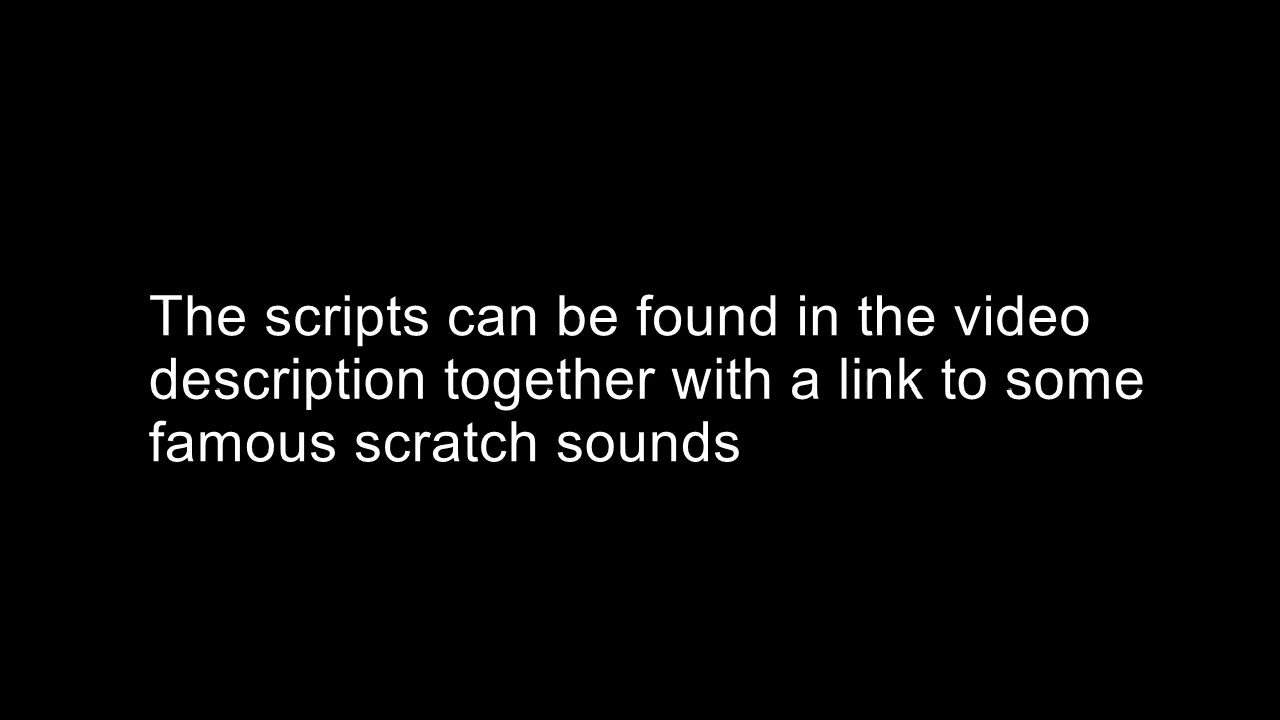 The scripts can be found in the video
description together with a link to some
famous scratch sounds